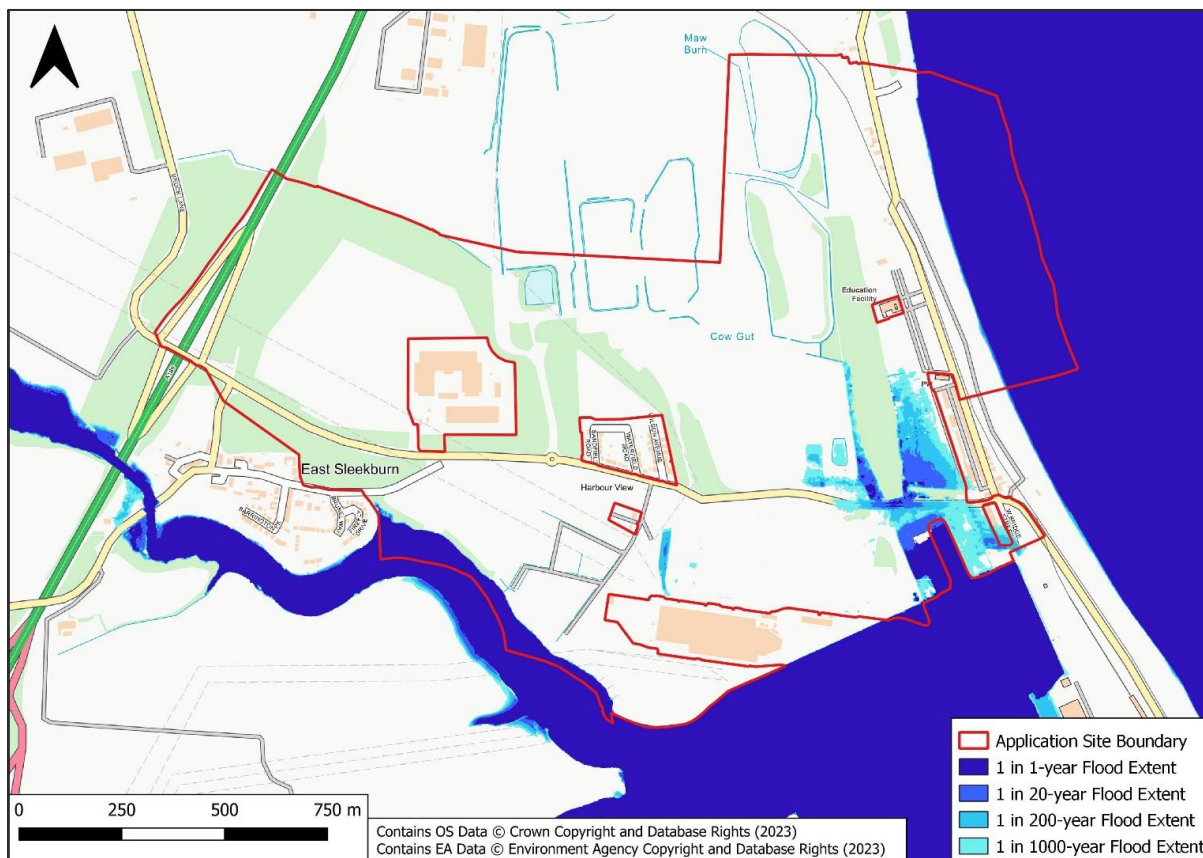 Maw
Burn
BROCK LANE
Education
Facility
Cow Gut
PW
A189
East Sleekburn
Harbour View
0 250 500 750 m
Contains OS Data © Crown Copyright and Database Rights (2023)
Contains EA Data © Environment Agency Copyright and Database Rights (2023)
Application Site Boundary
1 in 1-year Flood Extent
1 in 20-year Flood Extent
1 in 200-year Flood Extent
1 in 1000-year Flood Extent